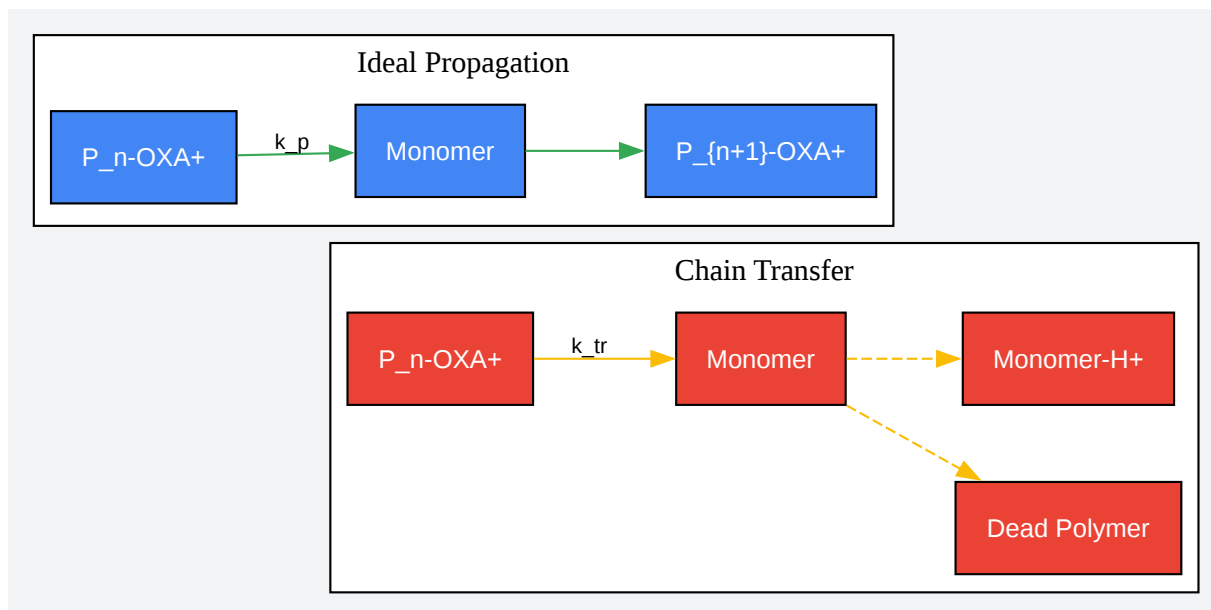 Ideal Propagation
P_n-OXA+
k_p
Monomer
P_{n+1}-OXA+
Chain Transfer
P_n-OXA+
k_tr
Monomer
Monomer-H+
Dead Polymer